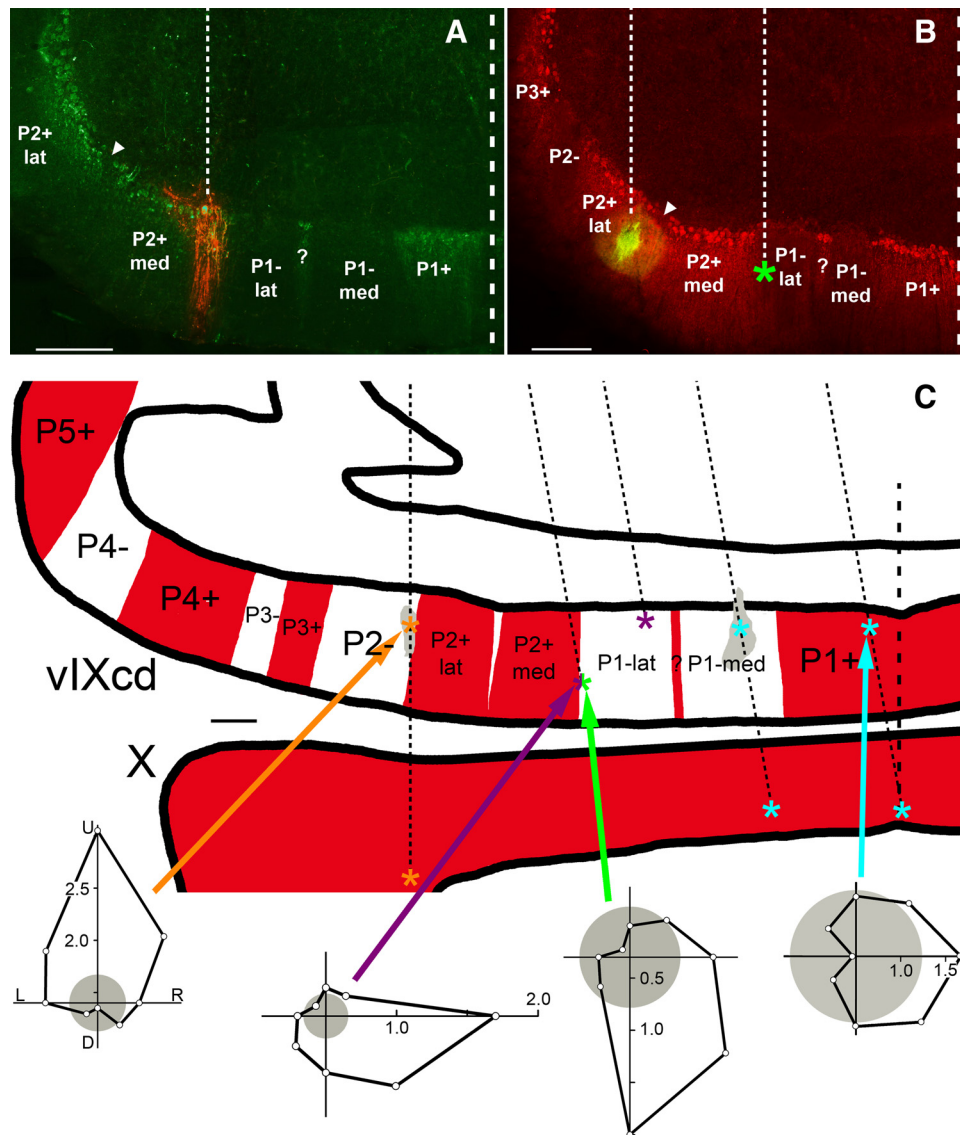 A
P2+
lat
P2+
med
P1-
lat
?
P1-
med
P1+
B
P3+
P2-
P2+
lat
P2+
med
P1-
lat
?
P1-
med
P1+
C
P5+
P4-
P4+
P3-
P3+
P2-
P2+
lat
P2+
med
P1-lat
?
P1-med
P1+
vIXcd
X
U
2.5
2.0
L
R
D
1.0
2.0
0.5
1.0
1.0
1.5